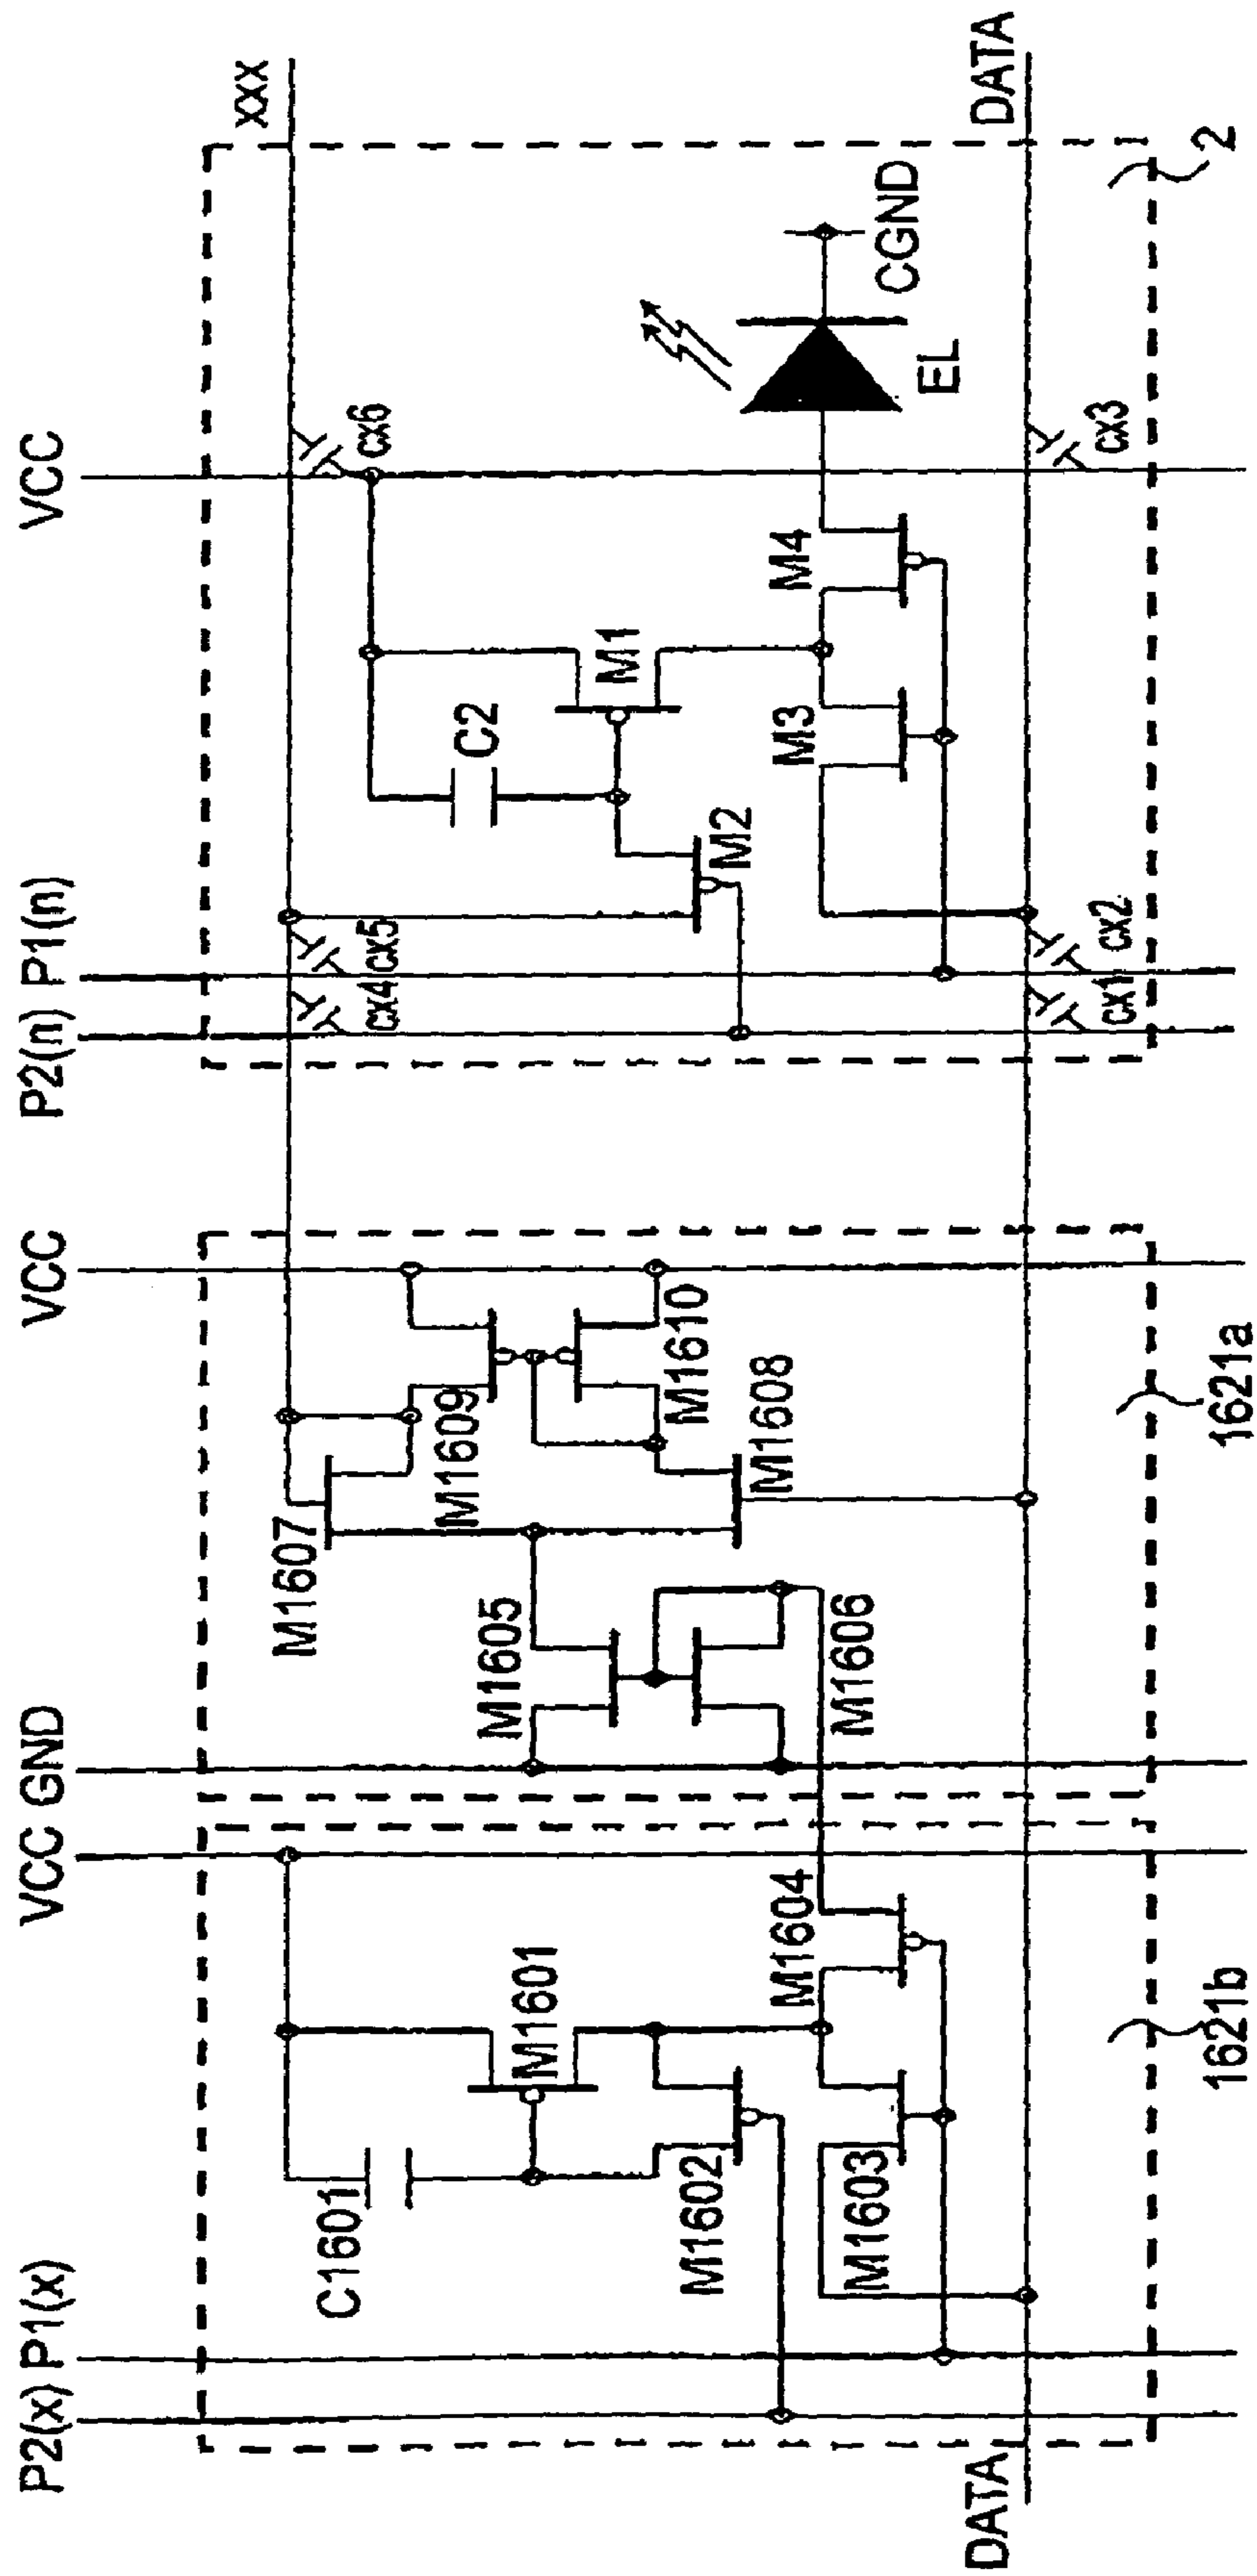 xxx
DATA
2
CGND
EL
VCC
cx6
cx3
M4
M1
M3
C2
M2
P1(n)
P2(n)
cx5
cx4
cx2
cx1
VCC
1621a
M1610
M1608
M1609
M1607
M1605
M1606
GND
VCC
M1604
M1601
1621b
M1603
M1602
C1601
P1(x)
P2(x)
DATA